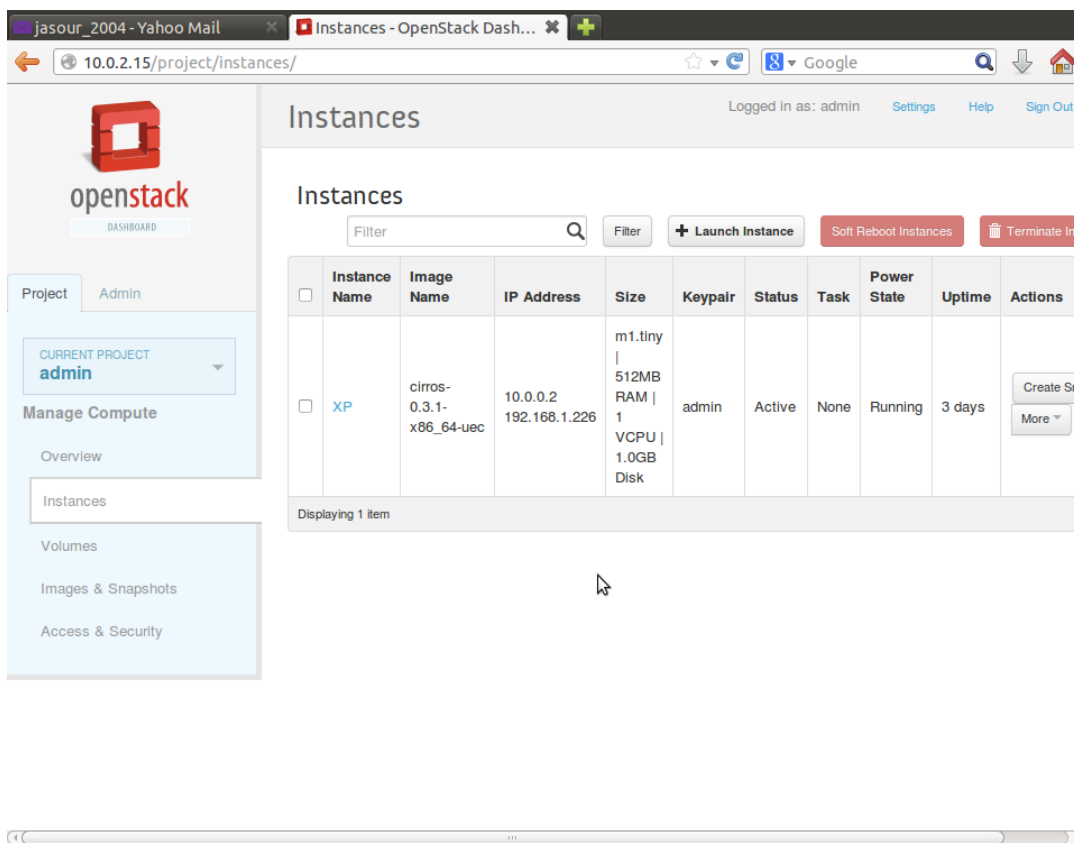 jasour_2004 - Yahoo Mail
Instances - OpenStack Dash...
10.0.2.15/project/instances/
Google
Instances
Logged in as: admin
Settings
Help
Sign Out
openstack
DASHBOARD
Project
Admin
CURRENT PROJECT
admin
Manage Compute
Overview
Instances
Volumes
Images & Snapshots
Access & Security
Instances
Filter
Filter
Launch Instance
Soft Reboot Instances
Terminate In
Instance Name
Image Name
IP Address
Size
Keypair
Status
Task
Power State
Uptime
Actions
XP
cirros-
0.3.1-
x86_64-uec
10.0.0.2
192.168.1.226
m1.tiny
|
512MB
RAM |
1
VCPU |
1.0GB
Disk
admin
Active
None
Running
3 days
Create Sn
More
Displaying 1 item